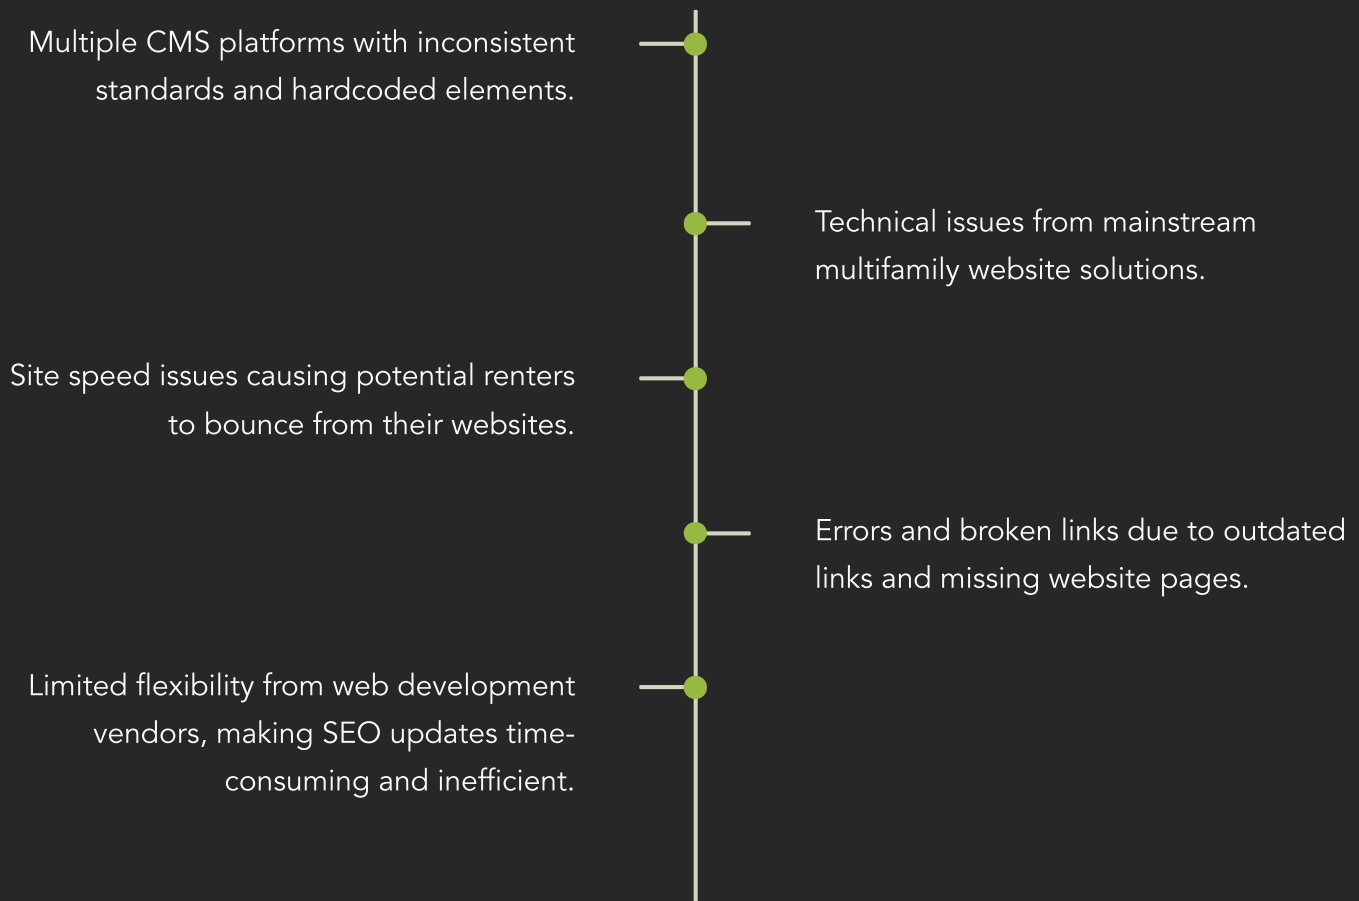 Multiple CMS platforms with inconsistent
standards and hardcoded elements.
Technical issues from mainstream
multifamily website solutions.
Site speed issues causing potential renters
to bounce from their websites.
Errors and broken links due to outdated
links and missing website pages.
Limited flexibility from web development
vendors, making SEO updates time-
consuming and inefficient.